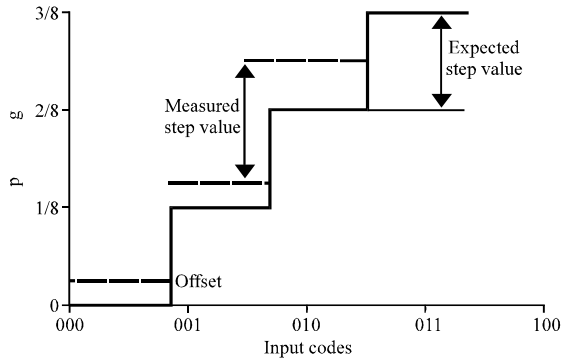 3/8
Expected
step value
Measured
step value
g
2/8
p
1/8
Offset
0
000 001 010 011 100
Input codes